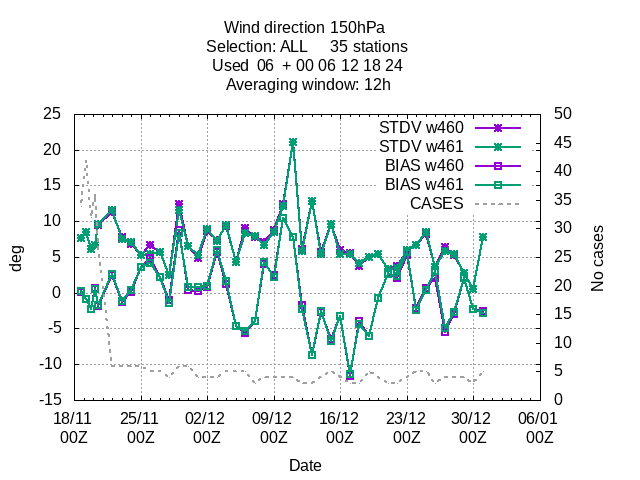 Wind direction 150hPa
Selection: ALL     35 stations
Used  06  + 00 06 12 18 24
Averaging window: 12h
STDV w460
STDV w461
BIAS w460
BIAS w461
CASES
25
20
15
10
5
0
-5
-10
-15
deg
50
45
40
35
30
25
20
15
10
5
0
No cases
18/11 25/11 02/12 09/12 16/12 23/12 30/12 06/01
00Z 00Z 00Z 00Z 00Z 00Z 00Z 00Z
Date